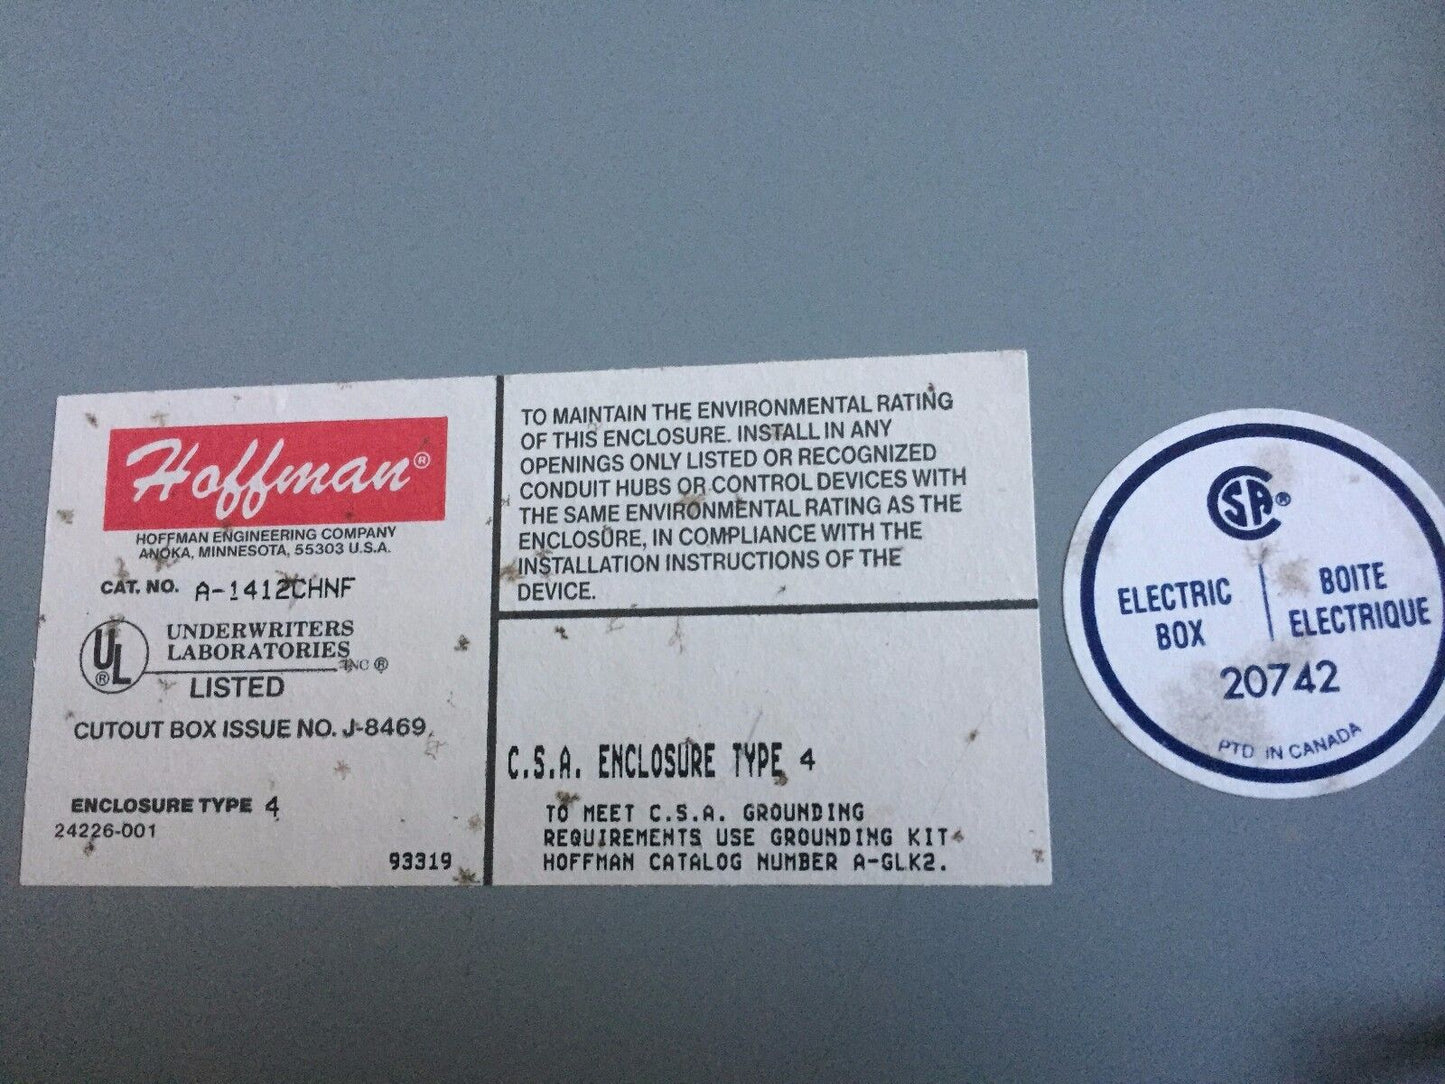 Hoffman®
HOFFMAN ENGINEERING COMPANY
ANOKA, MINNESOTA, 55303 U.S.A.
CAT. NO. A-1412CHNF
UL®
UNDERWRITERS
LABORATORIES
INC ®
LISTED
CUTOUT BOX ISSUE NO. J-8469
ENCLOSURE TYPE 4
24226-001
93319
TO MAINTAIN THE ENVIRONMENTAL RATING
OF THIS ENCLOSURE. INSTALL IN ANY
OPENINGS ONLY LISTED OR RECOGNIZED
CONDUIT HUBS OR CONTROL DEVICES WITH
THE SAME ENVIRONMENTAL RATING AS THE
ENCLOSURE, IN COMPLIANCE WITH THE
INSTALLATION INSTRUCTIONS OF THE
DEVICE.
C.S.A. ENCLOSURE TYPE 4
TO MEET C.S.A. GROUNDING
REQUIREMENTS USE GROUNDING KIT
HOFFMAN CATALOG NUMBER A-GLK2.
CSA®
ELECTRIC
BOX
BOITE
ELECTRIQUE
20742
PTD IN CANADA